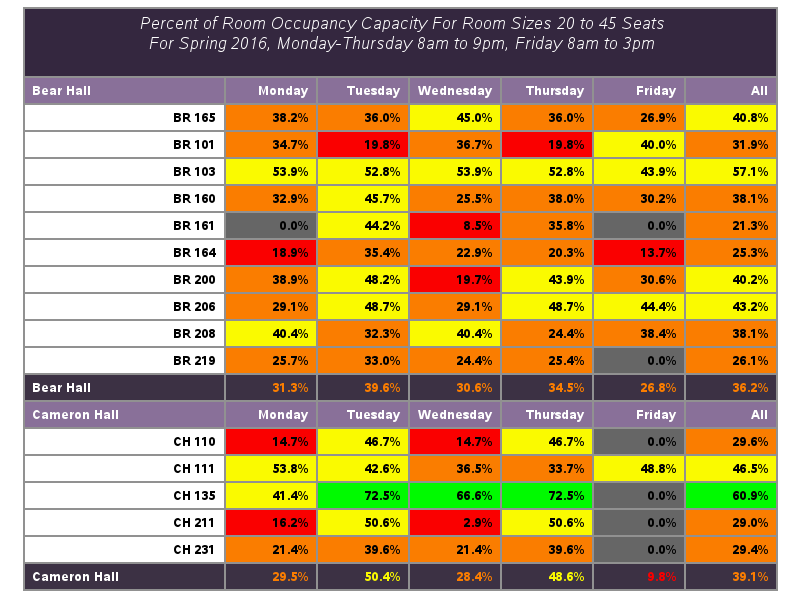 Percent of Room Occupancy Capacity For Room Sizes 20 to 45 Seats
For Spring 2016, Monday-Thursday 8am to 9pm, Friday 8am to 3pm
Bear Hall Monday Tuesday Wednesday Thursday Friday All
BR 165 38.2% 36.0% 45.0% 36.0% 26.9% 40.8%
BR 101 34.7% 19.8% 36.7% 19.8% 40.0% 31.9%
BR 103 53.9% 52.8% 53.9% 52.8% 43.9% 57.1%
BR 160 32.9% 45.7% 25.5% 38.0% 30.2% 38.1%
BR 161 0.0% 44.2% 8.5% 35.8% 0.0% 21.3%
BR 164 18.9% 35.4% 22.9% 20.3% 13.7% 25.3%
BR 200 38.9% 48.2% 19.7% 43.9% 30.6% 40.2%
BR 206 29.1% 48.7% 29.1% 48.7% 44.4% 43.2%
BR 208 40.4% 32.3% 40.4% 24.4% 38.4% 38.1%
BR 219 25.7% 33.0% 24.4% 25.4% 0.0% 26.1%
Bear Hall 31.3% 39.6% 30.6% 34.5% 26.8% 36.2%
Cameron Hall Monday Tuesday Wednesday Thursday Friday All
CH 110 14.7% 46.7% 14.7% 46.7% 0.0% 29.6%
CH 111 53.8% 42.6% 36.5% 33.7% 48.8% 46.5%
CH 135 41.4% 72.5% 66.6% 72.5% 0.0% 60.9%
CH 211 16.2% 50.6% 2.9% 50.6% 0.0% 29.0%
CH 231 21.4% 39.6% 21.4% 39.6% 0.0% 29.4%
Cameron Hall 29.5% 50.4% 28.4% 48.6% 9.8% 39.1%